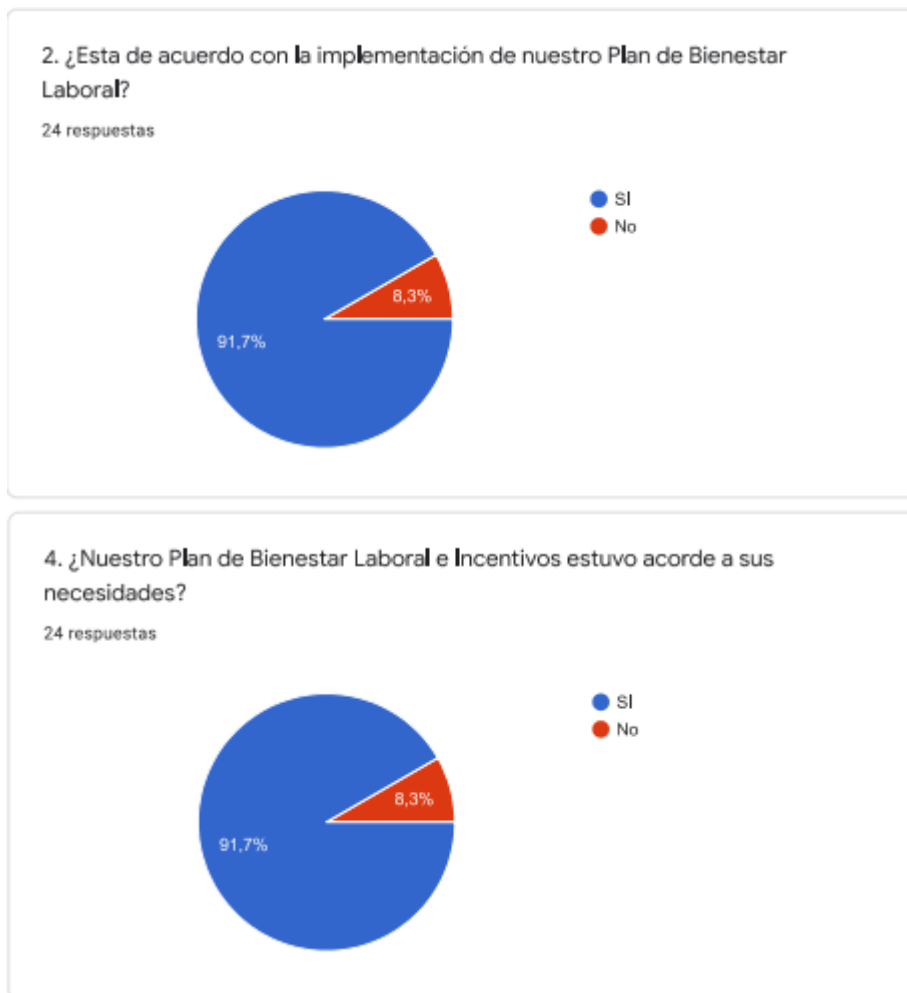 2. ¿Esta de acuerdo con la implementación de nuestro Plan de Bienestar
Laboral?
24 respuestas
SI
No
8,3%
91,7%
4. ¿Nuestro Plan de Bienestar Laboral e Incentivos estuvo acorde a sus
necesidades?
24 respuestas
SI
No
8,3%
91,7%